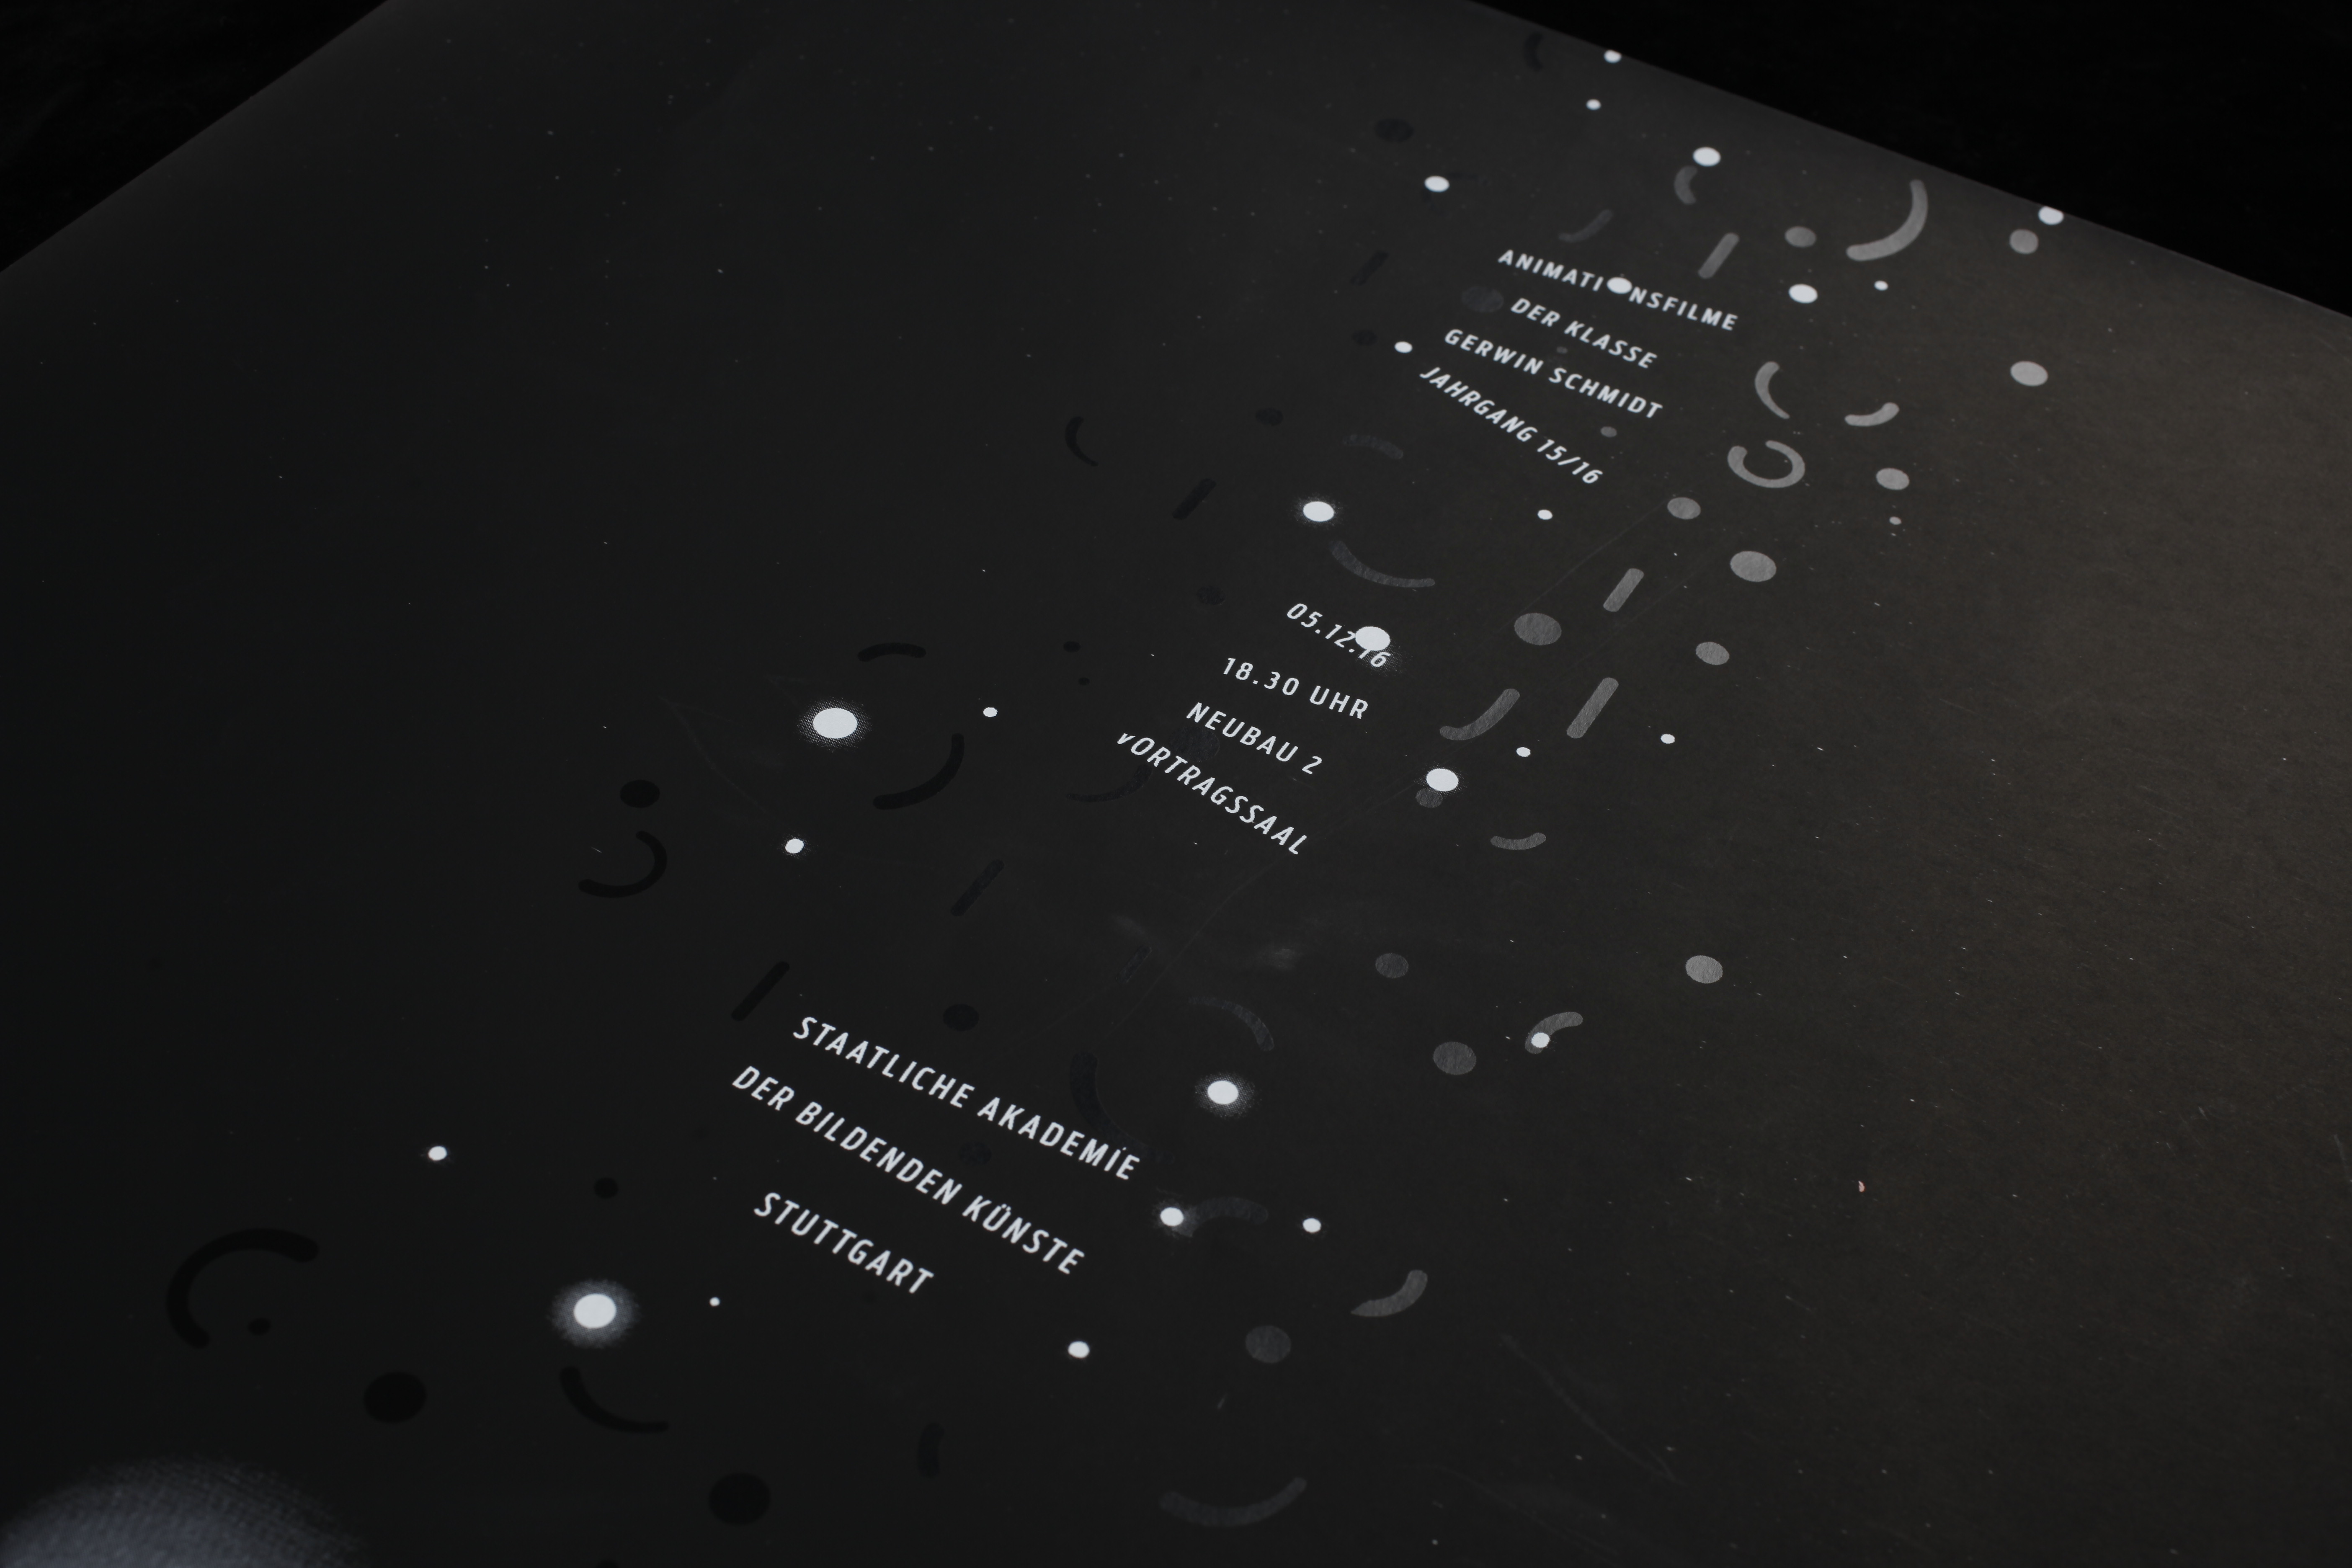 ANIMATIONSFILME
DER KLASSE
GERWIN SCHMIDT
JAHRGANG 15/16
05.12.16
18.30 UHR
NEUBAU 2
VORTRAGSSAAL
STAATLICHE AKADEMIE
DER BILDENDEN KÜNSTE
STUTTGART